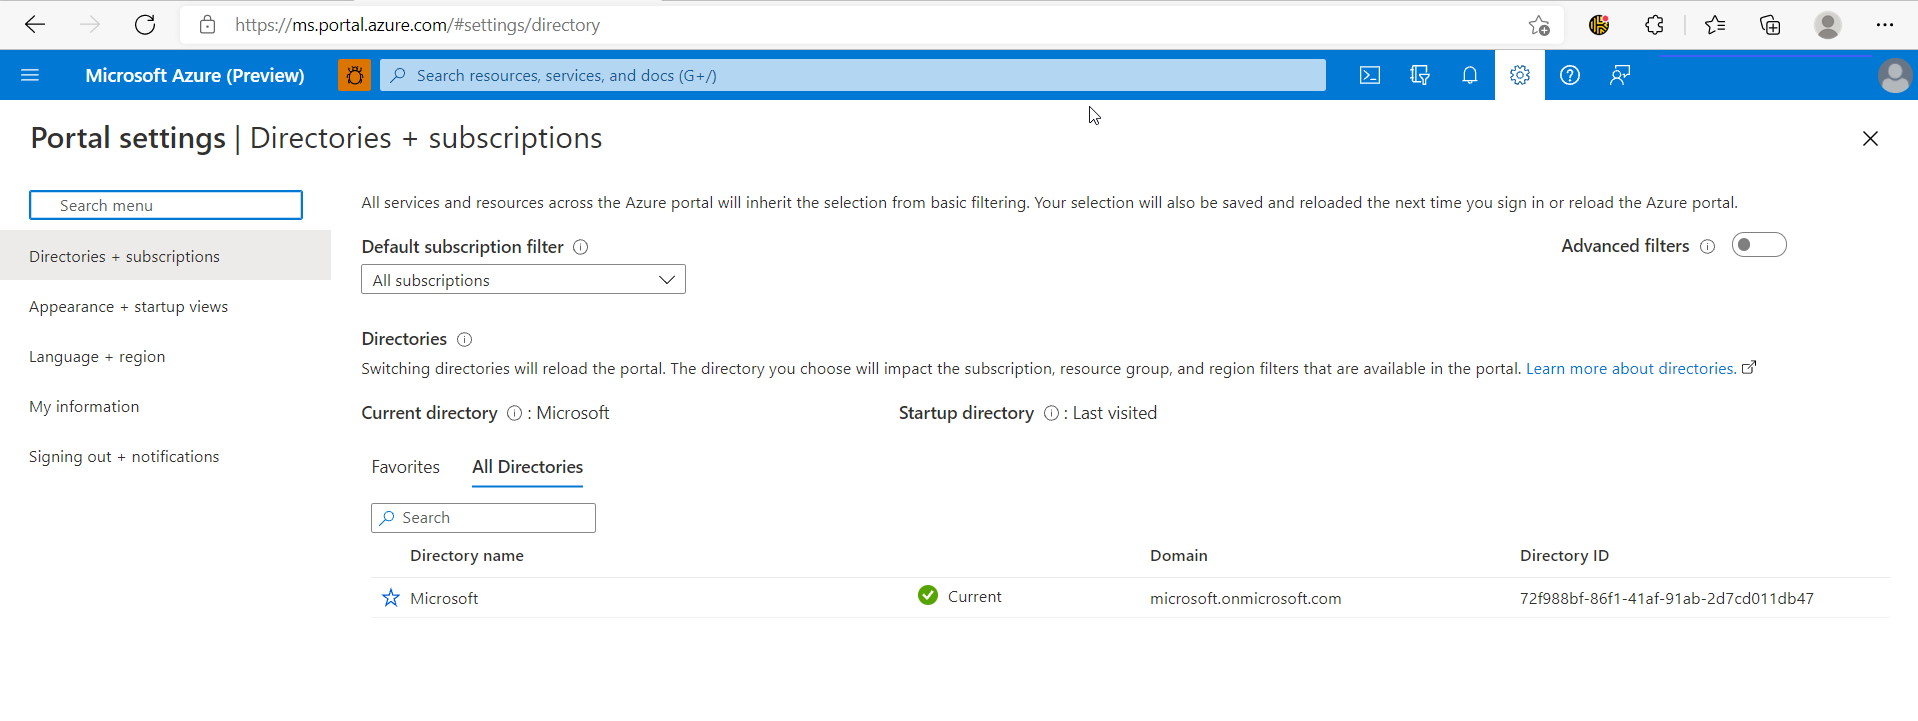 https://ms.portal.azure.com/#settings/directory
Microsoft Azure (Preview)
Search resources, services, and docs (G+/)
Portal settings | Directories + subscriptions
Search menu
Directories + subscriptions
Appearance + startup views
Language + region
My information
Signing out + notifications
All services and resources across the Azure portal will inherit the selection from basic filtering. Your selection will also be saved and reloaded the next time you sign in or reload the Azure portal.
Default subscription filter
Advanced filters
All subscriptions
Directories
Switching directories will reload the portal. The directory you choose will impact the subscription, resource group, and region filters that are available in the portal. Learn more about directories.
Current directory : Microsoft
Startup directory : Last visited
Favorites All Directories
Search
Directory name Domain Directory ID
Microsoft Current microsoft.onmicrosoft.com 72f988bf-86f1-41af-91ab-2d7cd011db47